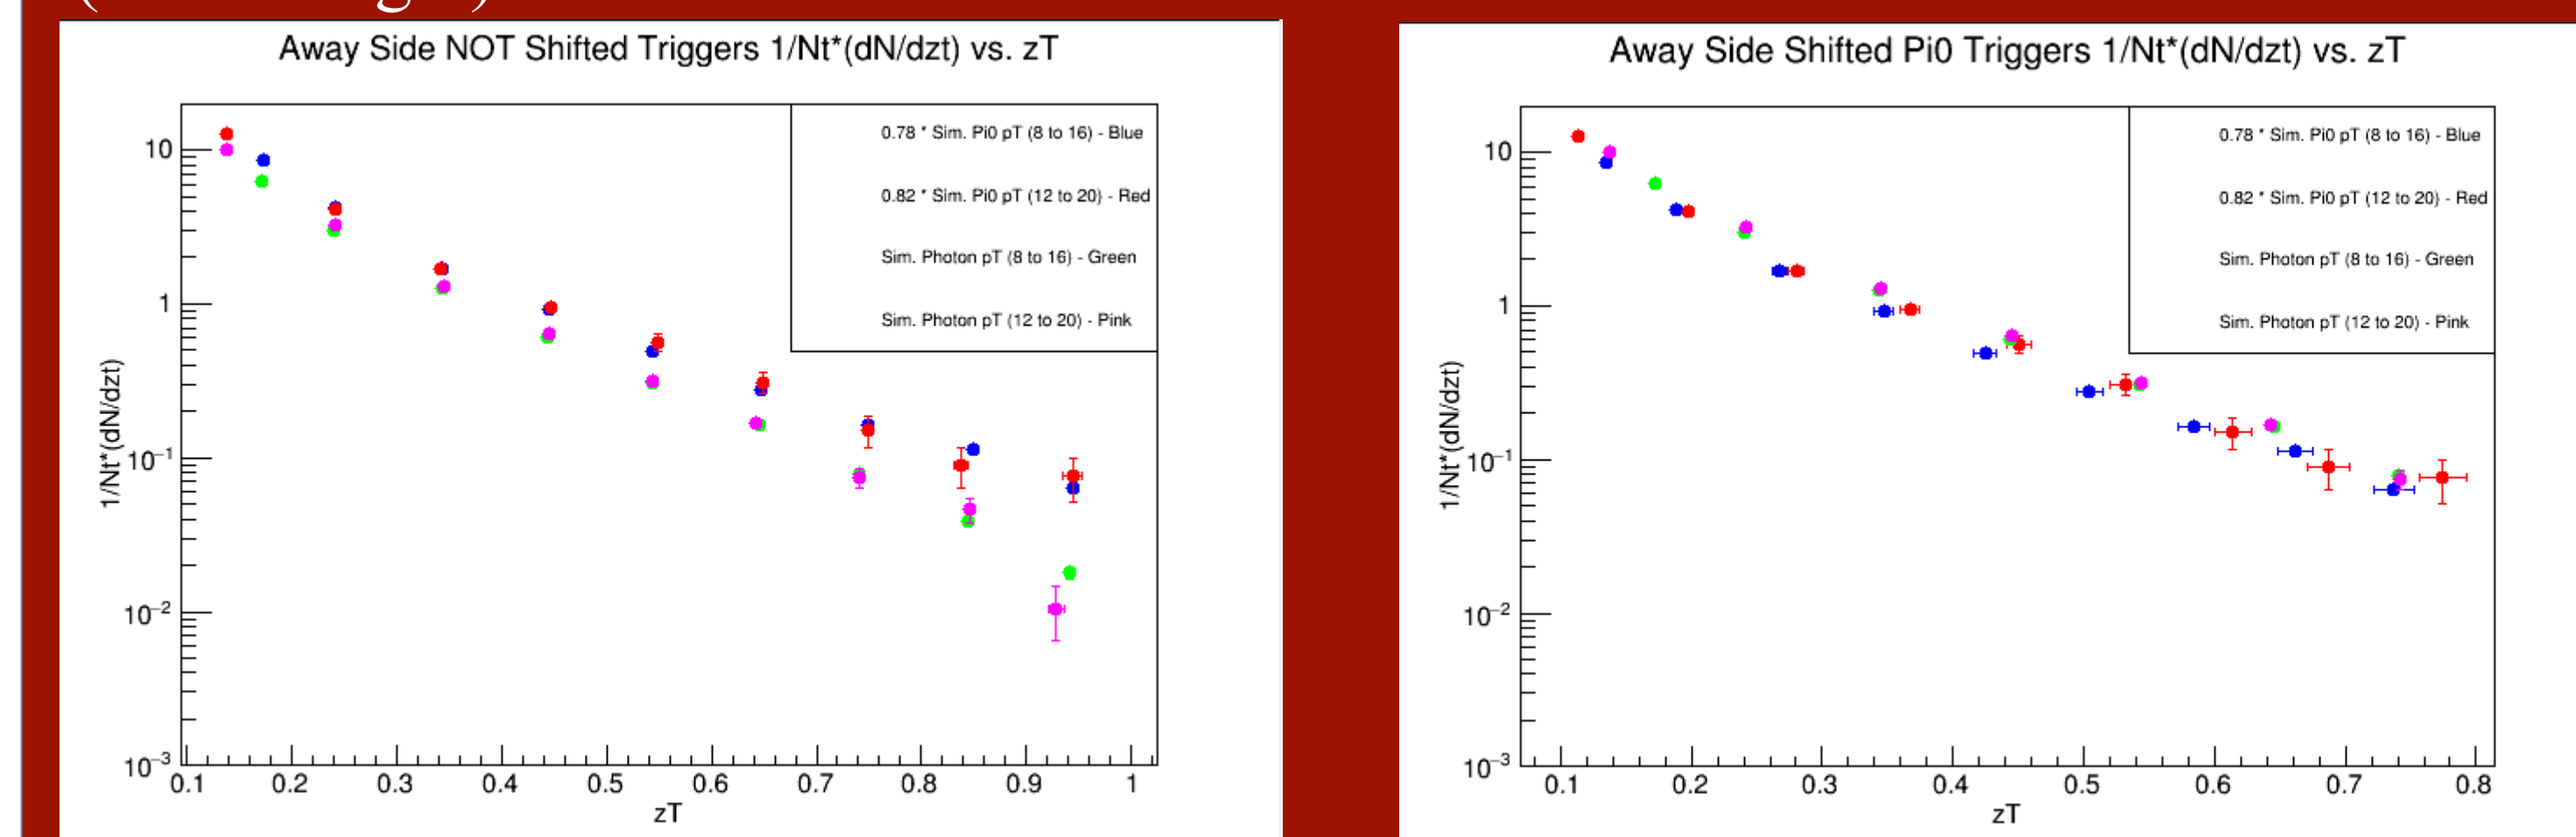 Away Side NOT Shifted Triggers 1/Nt*(dN/dzt) vs. zT
0.78 * Sim. Pi0 pT (8 to 16) - Blue
0.82 * Sim. Pi0 pT (12 to 20) - Red
Sim. Photon pT (8 to 16) - Green
Sim. Photon pT (12 to 20) - Pink
1/Nt*(dN/dzt)
10
1
10⁻¹
10⁻²
10⁻³
0.1 0.2 0.3 0.4 0.5 0.6 0.7 0.8 0.9 1
zT
Away Side Shifted Pi0 Triggers 1/Nt*(dN/dzt) vs. zT
0.78 * Sim. Pi0 pT (8 to 16) - Blue
0.82 * Sim. Pi0 pT (12 to 20) - Red
Sim. Photon pT (8 to 16) - Green
Sim. Photon pT (12 to 20) - Pink
1/Nt*(dN/dzt)
10
1
10⁻¹
10⁻²
10⁻³
0.1 0.2 0.3 0.4 0.5 0.6 0.7 0.8
zT